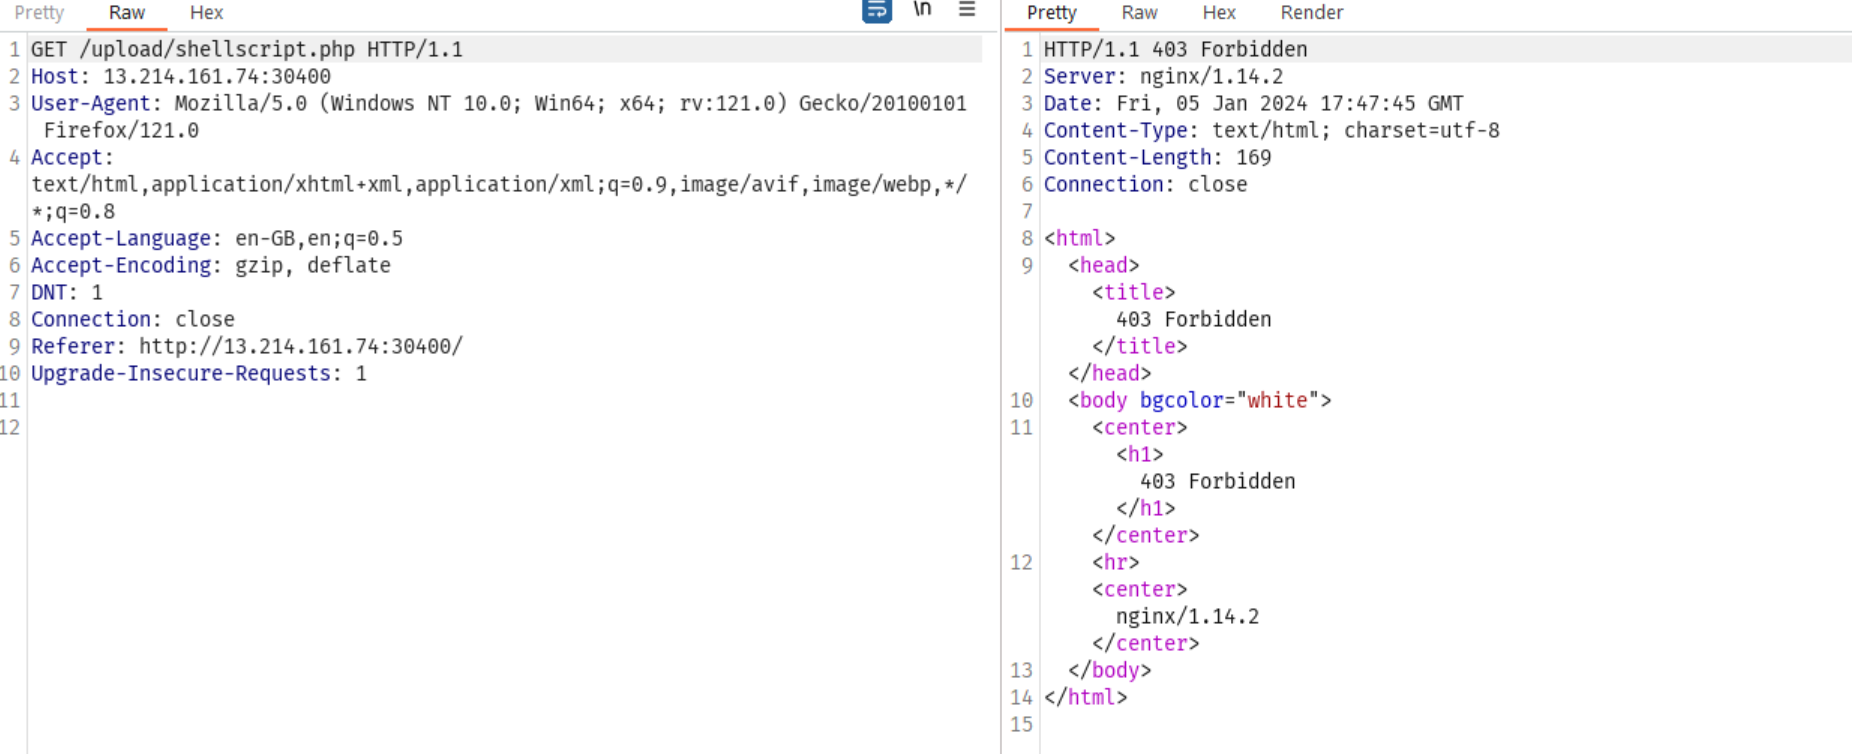 Pretty Raw Hex \n
1 GET /upload/shellscript.php HTTP/1.1
2 Host: 13.214.161.74:30400
3 User-Agent: Mozilla/5.0 (Windows NT 10.0; Win64; x64; rv:121.0) Gecko/20100101
Firefox/121.0
4 Accept:
text/html,application/xhtml+xml,application/xml;q=0.9,image/avif,image/webp,*/
*;q=0.8
5 Accept-Language: en-GB,en;q=0.5
6 Accept-Encoding: gzip, deflate
7 DNT: 1
8 Connection: close
9 Referer: http://13.214.161.74:30400/
10 Upgrade-Insecure-Requests: 1
11
12
Pretty Raw Hex Render
1 HTTP/1.1 403 Forbidden
2 Server: nginx/1.14.2
3 Date: Fri, 05 Jan 2024 17:47:45 GMT
4 Content-Type: text/html; charset=utf-8
5 Content-Length: 169
6 Connection: close
7
8 <html>
9 <head>
<title>
403 Forbidden
</title>
</head>
10 <body bgcolor="white">
11 <center>
<h1>
403 Forbidden
</h1>
</center>
12 <hr>
<center>
nginx/1.14.2
</center>
13 </body>
14 </html>
15